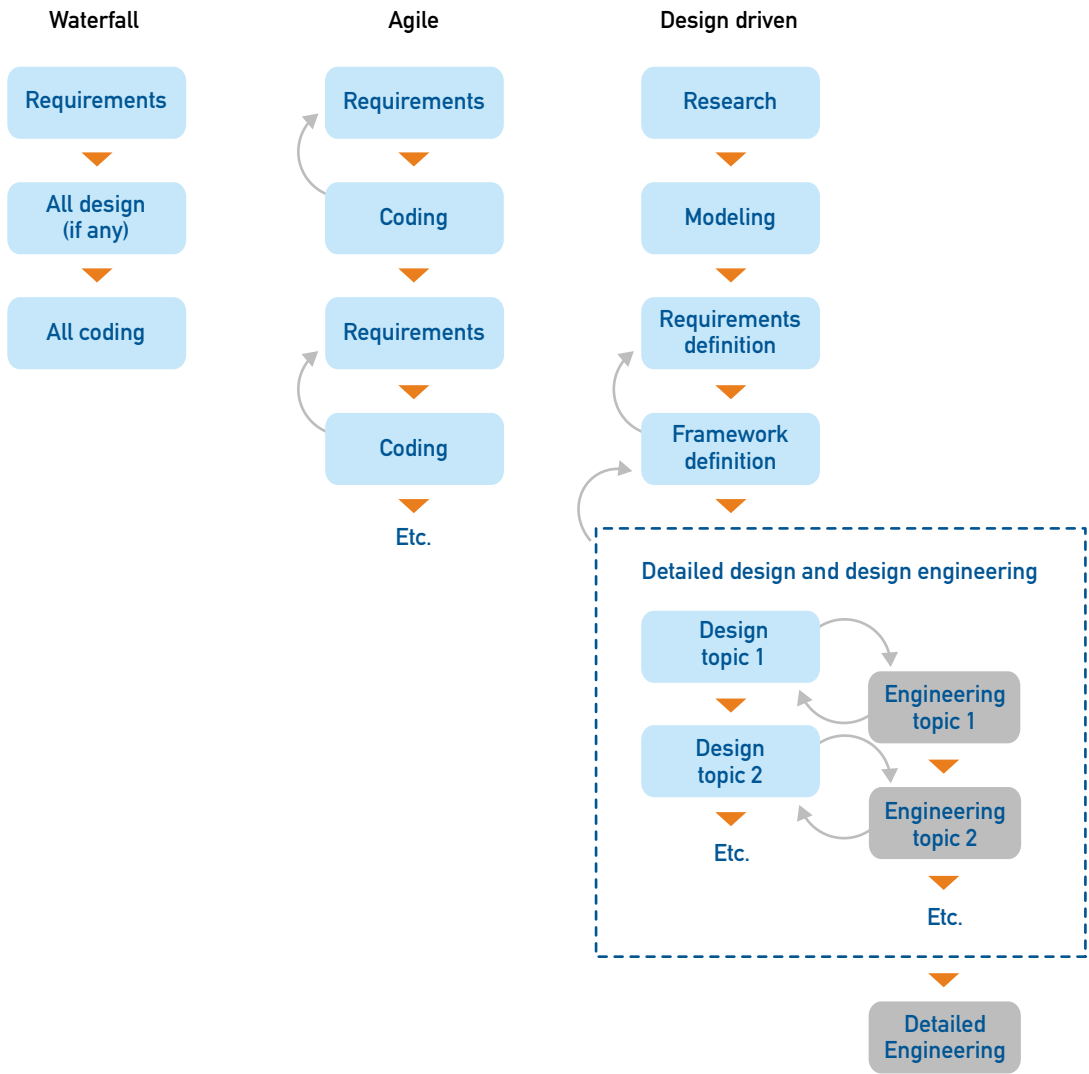 Waterfall
Requirements
All design
(if any)
All coding
Agile
Requirements
Coding
Requirements
Coding
Etc.
Design driven
Research
Modeling
Requirements
definition
Framework
definition
Detailed design and design engineering
Design
topic 1
Engineering
topic 1
Design
topic 2
Engineering
topic 2
Etc.
Etc.
Detailed
Engineering